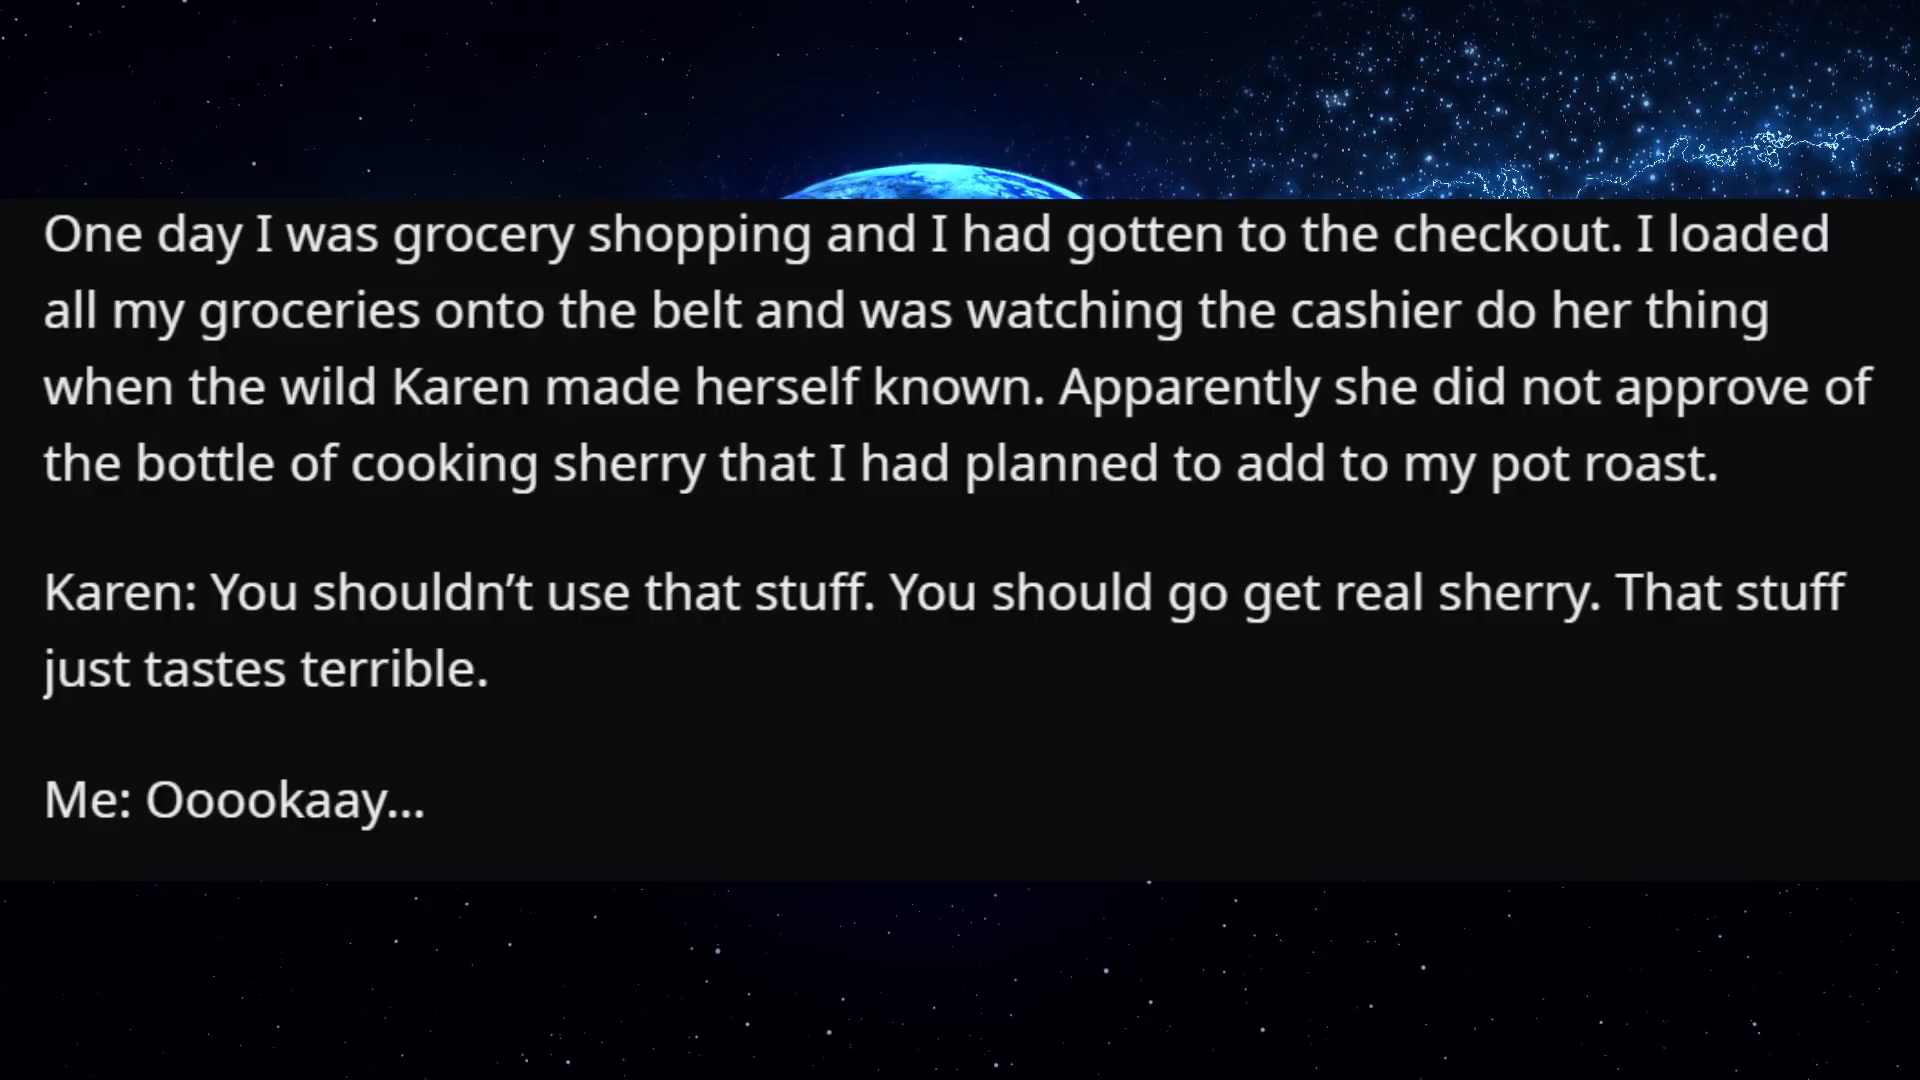 One day I was grocery shopping and I had gotten to the checkout. I loaded
all my groceries onto the belt and was watching the cashier do her thing
when the wild Karen made herself known. Apparently she did not approve of
the bottle of cooking sherry that I had planned to add to my pot roast.
Karen: You shouldn’t use that stuff. You should go get real sherry. That stuff
just tastes terrible.
Me: Ooookaay...